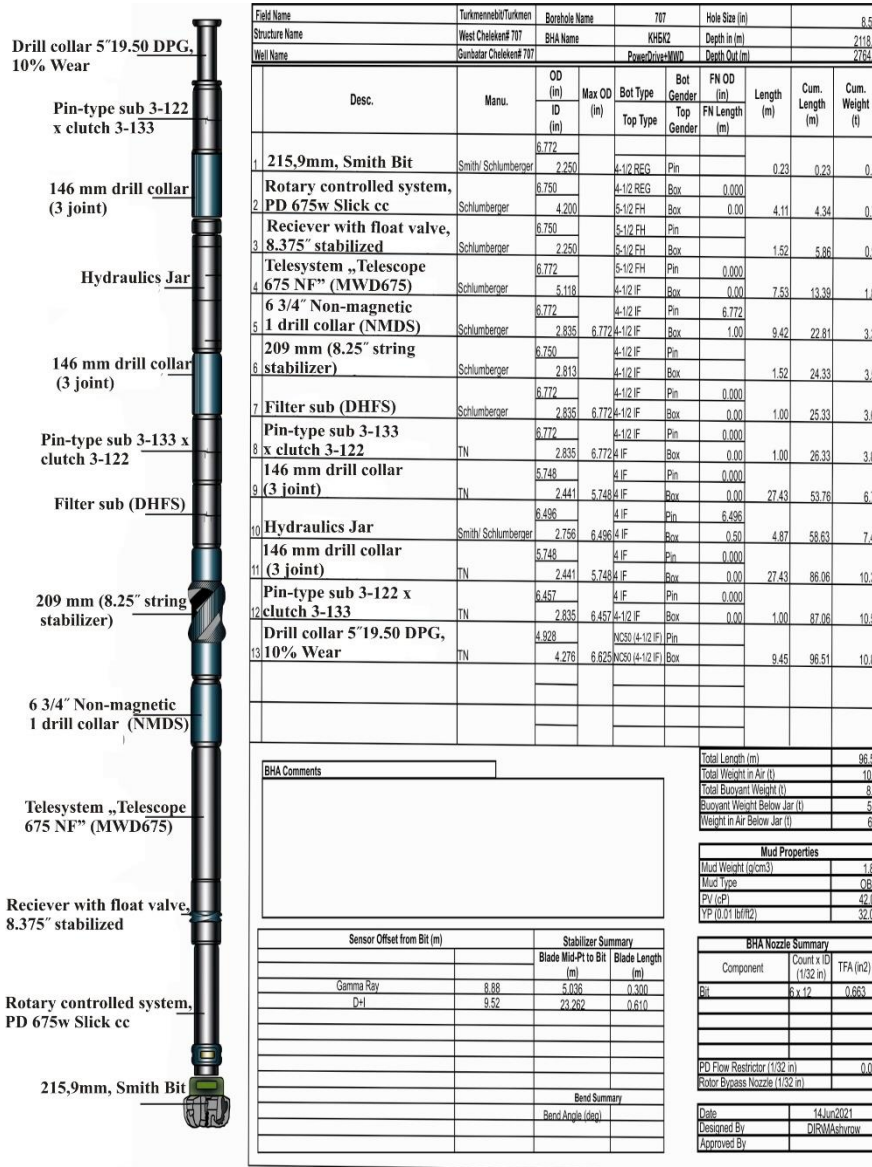 Drill collar 5″19.50 DPG,
10% Wear
Pin-type sub 3-122
x clutch 3-133
146 mm drill collar
(3 joint)
Hydraulics Jar
146 mm drill collar
(3 joint)
Pin-type sub 3-133 x
clutch 3-122
Filter sub (DHFS)
209 mm (8.25″ string
stabilizer)
6 3/4″ Non-magnetic
1 drill collar (NMDS)
Telesystem „Telescope
675 NF” (MWD675)
Reciever with float valve,
8.375″ stabilized
Rotary controlled system,
PD 675w Slick cc
215,9mm, Smith Bit
Field Name Turkmennebit/Turkmen Borehole Name 707 Hole Size (in) 8.5
Structure Name West Cheleken# 707 BHA Name КНБК2 Depth in (m) 2118.
Well Name Gunbatar Cheleken# 707 PowerDrive+MWD Depth Out (m) 2764.
Desc. Manu. OD (in) ID (in) Max OD (in) Bot Type Top Type Bot Gender Top Gender FN OD (in) FN Length (m) Length (m) Cum. Length (m) Cum. Weight (t)
6.772
1 215,9mm, Smith Bit Smith/ Schlumberger 2.250 4-1/2 REG Pin 0.23 0.23 0.
Rotary controlled system, 6.750 4-1/2 REG Box 0.000
2 PD 675w Slick cc Schlumberger 4.200 5-1/2 FH Box 0.00 4.11 4.34
Reciever with float valve, 6.750 5-1/2 FH Pin
3 8.375″ stabilized Schlumberger 2.250 5-1/2 FH Box 1.52 5.86
Telesystem „Telescope 6.772 5-1/2 FH Pin 0.000
4 675 NF” (MWD675) Schlumberger 5.118 4-1/2 IF Box 0.00 7.53 13.39
6 3/4″ Non-magnetic 6.772 4-1/2 IF Pin 6.772
5 1 drill collar (NMDS) Schlumberger 2.835 6.772 4-1/2 IF Box 1.00 9.42 22.81
209 mm (8.25″ string 6.750 4-1/2 IF Pin
6 stabilizer) Schlumberger 2.813 4-1/2 IF Box 1.52 24.33
6.772 4-1/2 IF Pin 0.000
7 Filter sub (DHFS) Schlumberger 2.835 6.772 4-1/2 IF Box 0.00 1.00 25.33
Pin-type sub 3-133 6.772 4-1/2 IF Pin 0.000
8 x clutch 3-122 TN 2.835 6.772 4 IF Box 0.00 1.00 26.33
146 mm drill collar 5.748 4 IF Pin 0.000
9 (3 joint) TN 2.441 5.748 4 IF Box 0.00 27.43 53.76
6.496 4 IF Pin 6.496
10 Hydraulics Jar Smith/ Schlumberger 2.756 6.496 4 IF Box 0.50 4.87 58.63
146 mm drill collar 5.748 4 IF Pin 0.000
11 (3 joint) TN 2.441 5.748 4 IF Box 0.00 27.43 86.06
Pin-type sub 3-122 x 6.457 4 IF Pin 0.000
12 clutch 3-133 TN 2.835 6.457 4-1/2 IF Box 0.00 1.00 87.06
Drill collar 5″19.50 DPG, 4.928 NC50 (4-1/2 IF) Pin
13 10% Wear TN 4.276 6.625 NC50 (4-1/2 IF) Box 9.45 96.51
BHA Comments
Total Length (m) 96.5
Total Weight in Air (t) 10.
Total Buoyant Weight (t) 8.
Buoyant Weight Below Jar (t) 5.
Weight in Air Below Jar (t) 6.
Mud Properties
Mud Weight (g/cm3)
Mud Type
PV (cP) 42.
YP (0.01 lbf/ft2) 32.
Sensor Offset from Bit (m) Stabilizer Summary
Blade Mid-Pt to Bit (m) Blade Length (m)
Gamma Ray 8.88 5.036 0.300
D+I 9.52 23.262 0.610
Bend Summary
Bend Angle (deg)
BHA Nozzle Summary
Component Count x ID (1/32 in) TFA (in2)
Bit 6 x 12 0.663
PD Flow Restrictor (1/32 in) 0.0
Rotor Bypass Nozzle (1/32 in)
Date 14Jun2021
Designed By DIRMAshyrow
Approved By